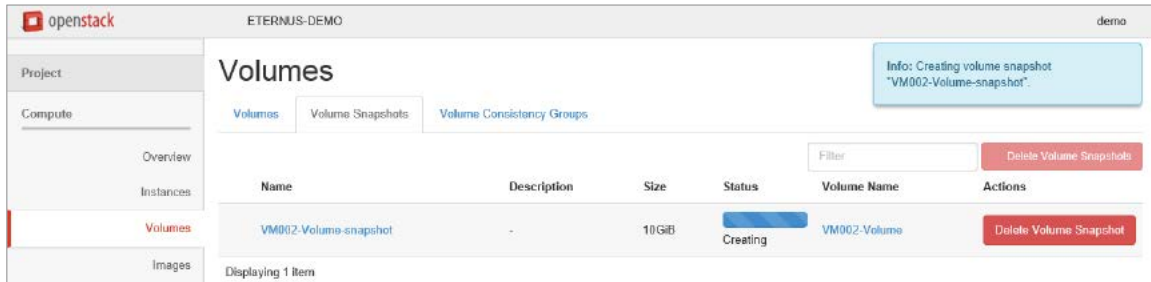 openstack ETERNUS-DEMO demo
Project
Compute
Overview
Instances
Volumes
Images
Volumes
Info: Creating volume snapshot
"VM002-Volume-snapshot".
Volumes Volume Snapshots Volume Consistency Groups
Filter Delete Volume Snapshots
Name Description Size Status Volume Name Actions
VM002-Volume-snapshot - 10GiB Creating VM002-Volume Delete Volume Snapshot
Displaying 1 item